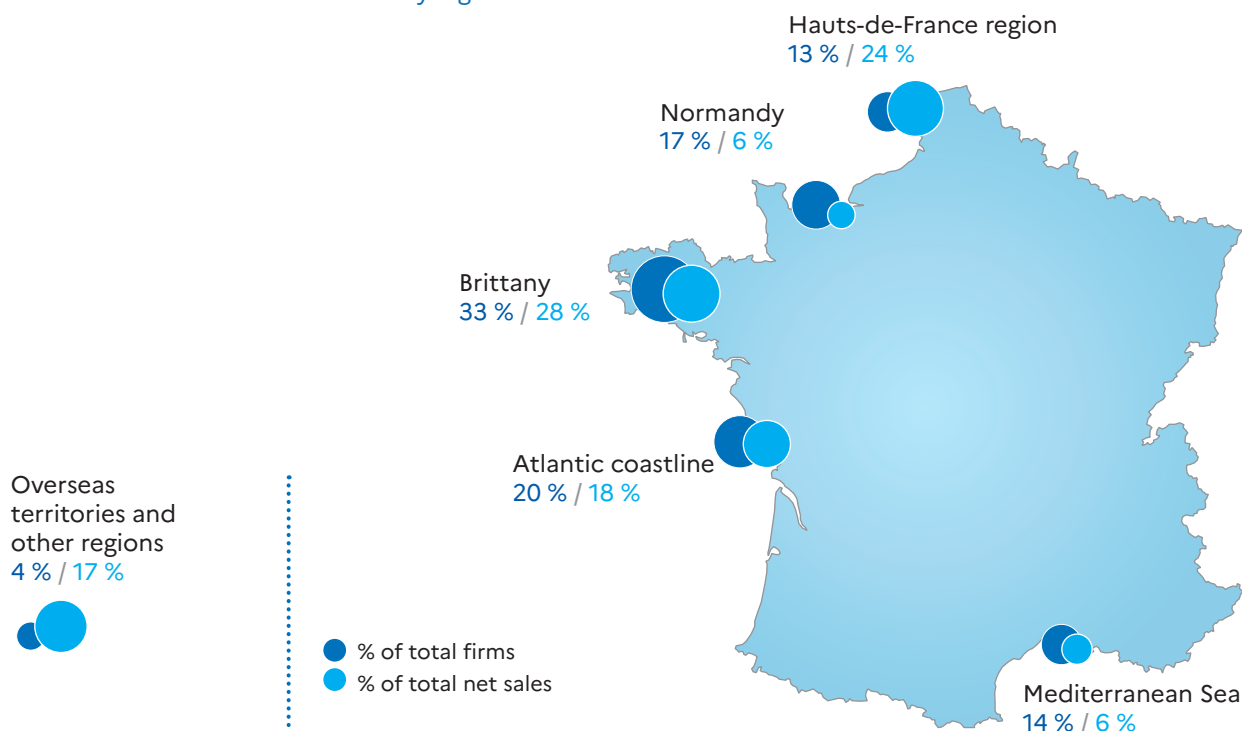 Hauts-de-France region
13 % / 24 %
Normandy
17 % / 6 %
Brittany
33 % / 28 %
Atlantic coastline
20 % / 18 %
Overseas
territories and
other regions
4 % / 17 %
% of total firms
% of total net sales
Mediterranean Sea
14 % / 6 %